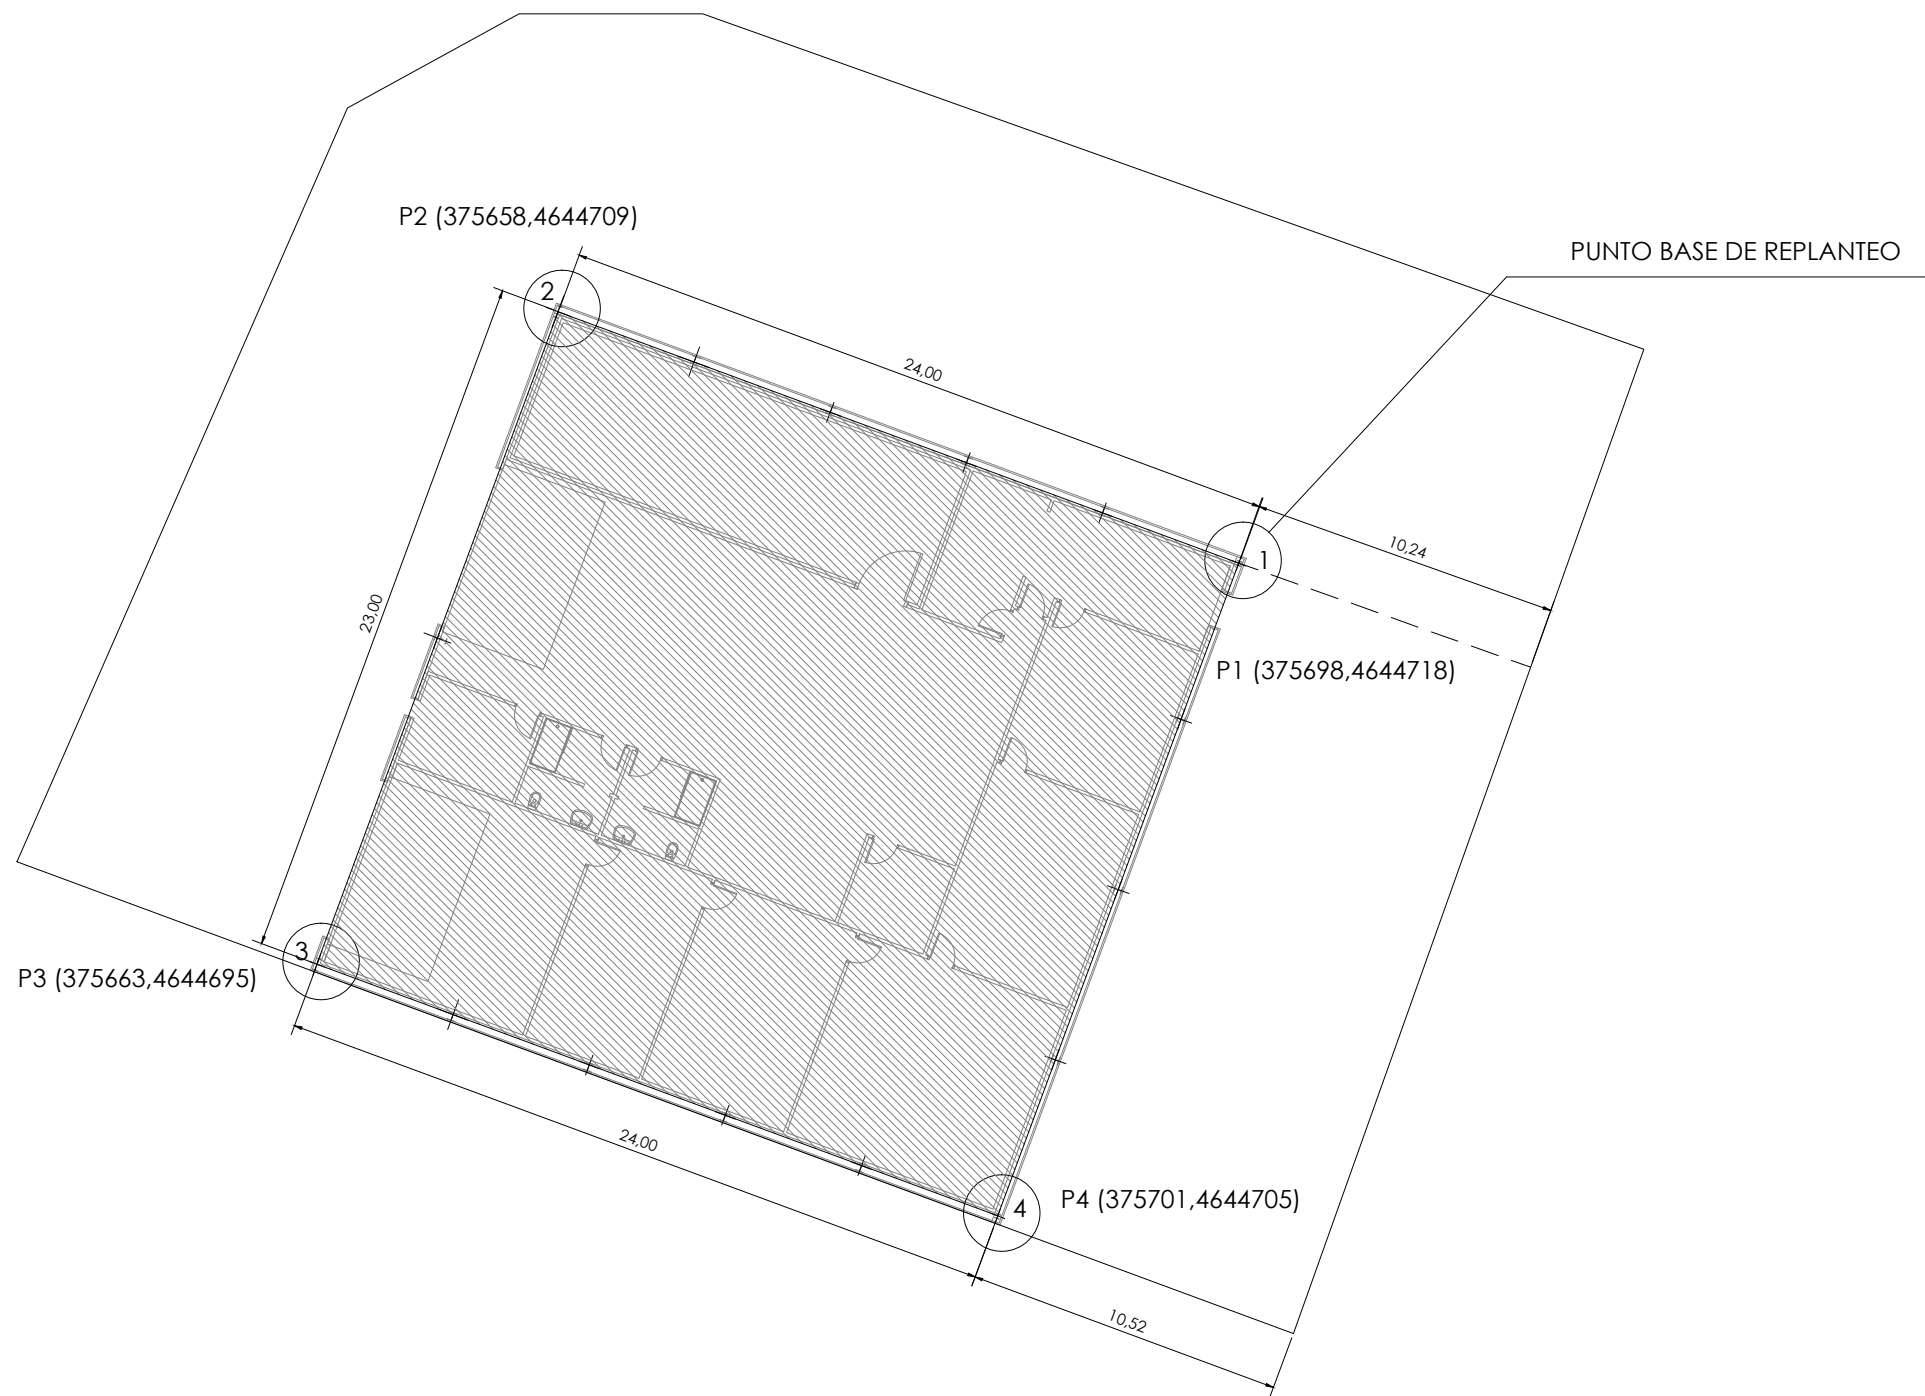 P2 (375658,4644709)
PUNTO BASE DE REPLANTEO
2
24,00
1
10,24
23,00
P1 (375698,4644718)
3
P3 (375663,4644695)
24,00
P4 (375701,4644705)
4
10,52